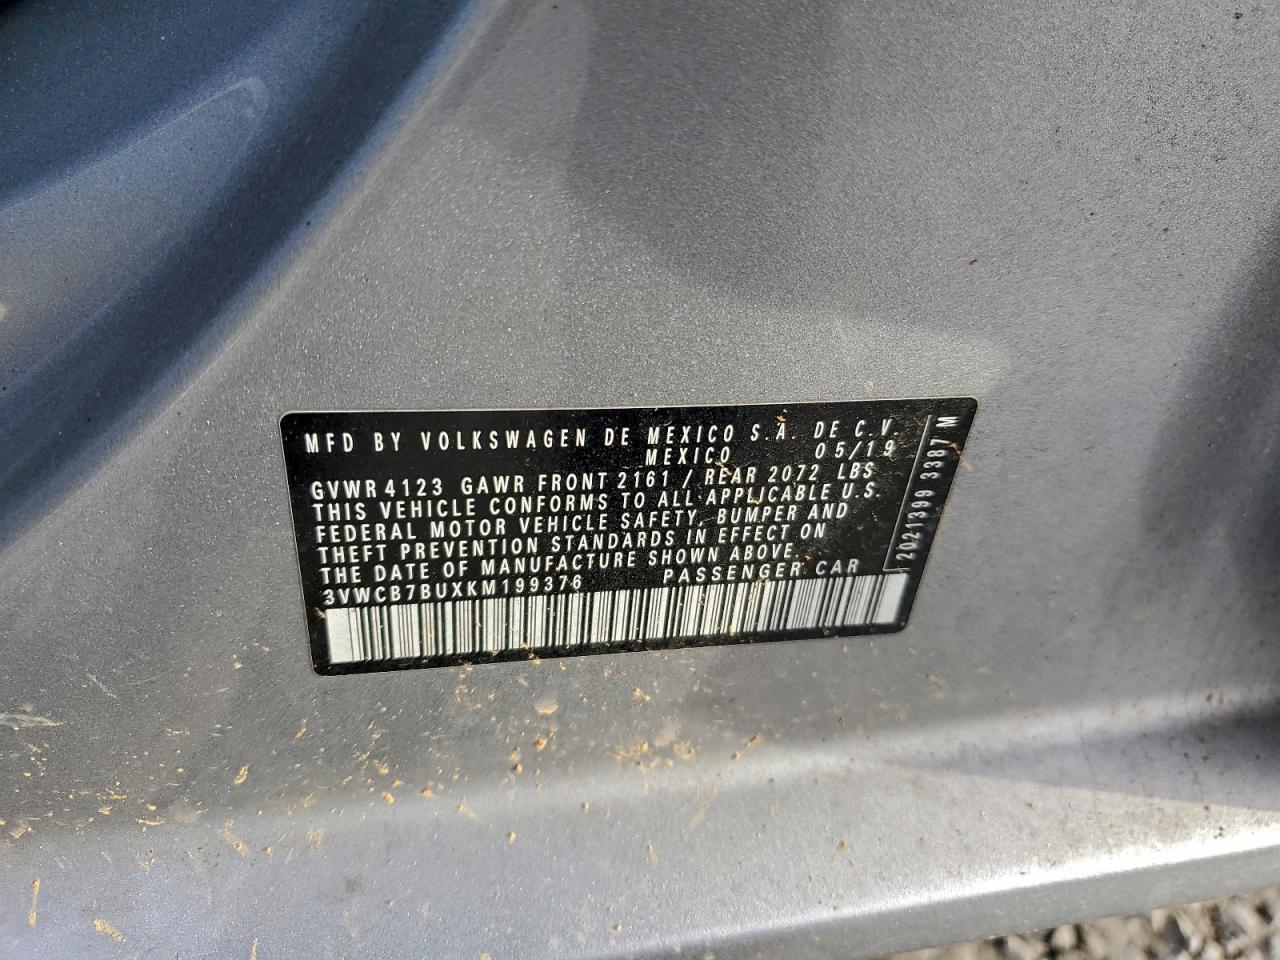 MFD BY VOLKSWAGEN DE MEXICO S.A. DE C.V.
MEXICO 05/19
GVWR 4123 GAWR FRONT 2161 / REAR 2072 LBS
THIS VEHICLE CONFORMS TO ALL APPLICABLE U.S.
FEDERAL MOTOR VEHICLE SAFETY, BUMPER AND
THEFT PREVENTION STANDARDS IN EFFECT ON
THE DATE OF MANUFACTURE SHOWN ABOVE.
3VWCB7BUXKM199376 PASSENGER CAR
2021399 3387 M